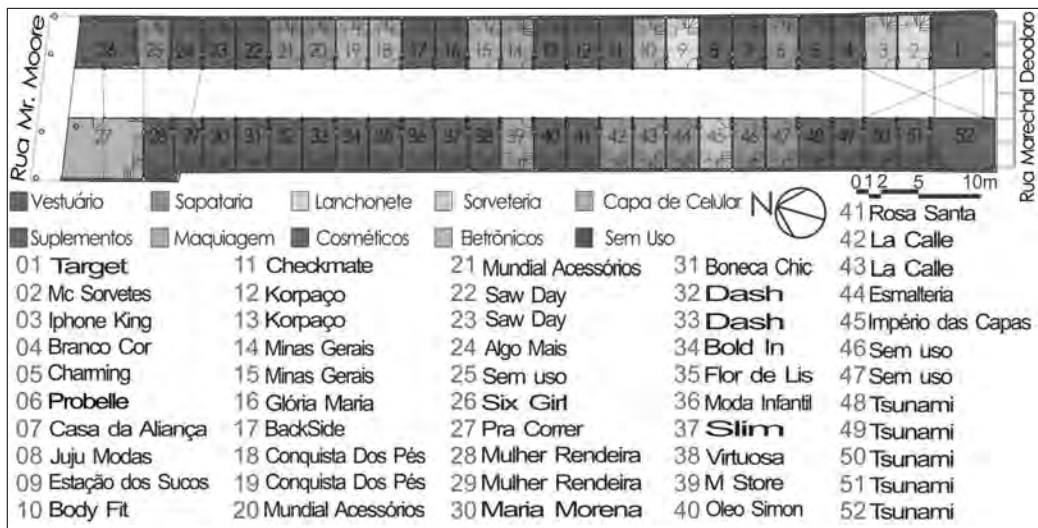 Rua Mr. Moore
26 25 24 23 22 21 20 19 18 17 16 15 14 13 12 11 10 9 8 7 6 5 4 3 2 1
27 28 29 30 31 32 33 34 35 36 37 38 39 40 41 42 43 44 45 46 47 48 49 50 51 52
Rua Marechal Deodoro
Vestuário
Sapataria
Lanchonete
Sorveteria
Capa de Celular
Suplementos
Maquiagem
Cosméticos
Eletrônicos
Sem Uso
N
0 1 2 5 10m
01 Target
02 Mc Sorvetes
03 Iphone King
04 Branco Cor
05 Charming
06 Probelle
07 Casa da Aliança
08 Juju Modas
09 Estação dos Sucos
10 Body Fit
11 Checkmate
12 Korpaço
13 Korpaço
14 Minas Gerais
15 Minas Gerais
16 Glória Maria
17 BackSide
18 Conquista Dos Pés
19 Conquista Dos Pés
20 Mundial Acessórios
21 Mundial Acessórios
22 Saw Day
23 Saw Day
24 Algo Mais
25 Sem uso
26 Six Girl
27 Pra Correr
28 Mulher Rendeira
29 Mulher Rendeira
30 Maria Morena
31 Boneca Chic
32 Dash
33 Dash
34 Bold In
35 Flor de Lis
36 Moda Infantil
37 Slim
38 Virtuosa
39 M Store
40 Oleo Simon
41 Rosa Santa
42 La Calle
43 La Calle
44 Esmalteria
45 Império das Capas
46 Sem uso
47 Sem uso
48 Tsunami
49 Tsunami
50 Tsunami
51 Tsunami
52 Tsunami